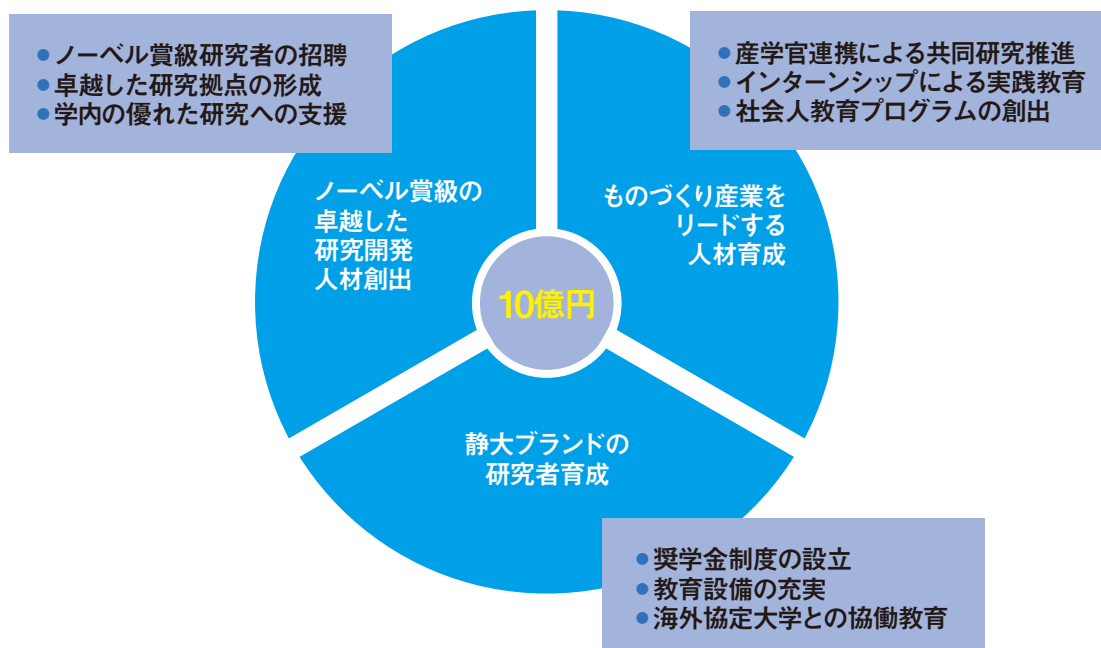 ●ノーベル賞級研究者の招聘
●卓越した研究拠点の形成
●学内の優れた研究への支援
●産学官連携による共同研究推進
●インターンシップによる実践教育
●社会人教育プログラムの創出
ノーベル賞級の
卓越した
研究開発
人材創出
ものづくり産業を
リードする
人材育成
10億円
静大ブランドの
研究者育成
●奨学金制度の設立
●教育設備の充実
●海外協定大学との協働教育